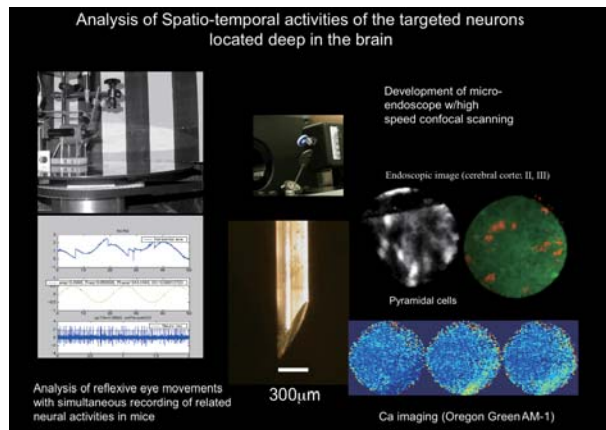 Analysis of Spatio-temporal activities of the targeted neurons
located deep in the brain
Development of micro-
endoscope w/high
speed confocal scanning
Endoscopic image (cerebral cortex II, III)
Pyramidal cells
300μm
Analysis of reflexive eye movements
with simultaneous recording of related
neural activities in mice
Ca imaging (Oregon Green AM-1)